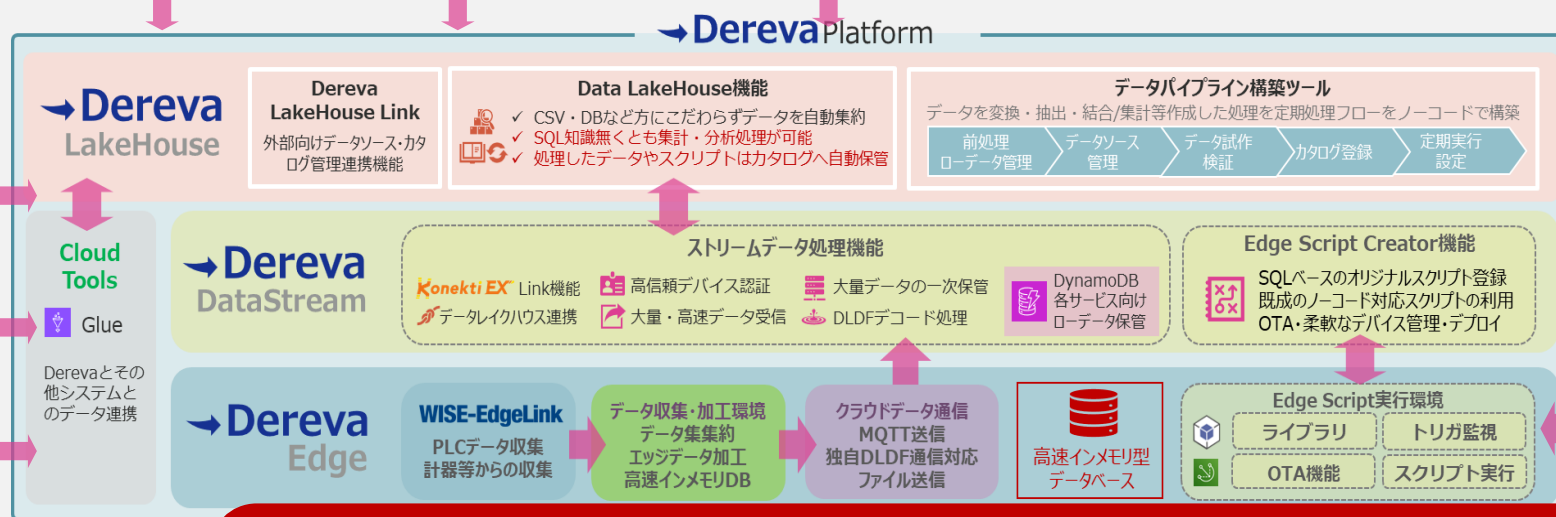 Dereva Platform
Dereva
LakeHouse
Dereva
LakeHouse Link
外部向けデータソース・カタ
ログ管理連携機能
Data LakeHouse機能
✓ CSV・DBなど方にこだわらずデータを自動集約
✓ SQL知識無くとも集計・分析処理が可能
✓ 処理したデータやスクリプトはカタログへ自動保管
データパイプライン構築ツール
データを変換・抽出・結合/集計等作成した処理を定期処理フローをノーコードで構築
前処理
ローデータ管理
データソース
管理
データ試作
検証
カタログ登録
定期実行
設定
Cloud
Tools
Glue
Derevaとその
他システムと
のデータ連携
Dereva
DataStream
ストリームデータ処理機能
Konekti EX Link機能
高信頼デバイス認証
大量データの一次保管
データレイクハウス連携
大量・高速データ受信
DLDFデコード処理
DynamoDB
各サービス向け
ローデータ保管
Edge Script Creator機能
SQLベースのオリジナルスクリプト登録
既成のノーコード対応スクリプトの利用
OTA・柔軟なデバイス管理・デプロイ
Dereva
Edge
WISE-EdgeLink
PLCデータ収集
計器等からの収集
データ収集・加工環境
データ集集約
エッジデータ加工
高速インメモリDB
クラウドデータ通信
MQTT送信
独自DLDF通信対応
ファイル送信
高速インメモリ型
データベース
Edge Script実行環境
ライブラリ
トリガ監視
OTA機能
スクリプト実行